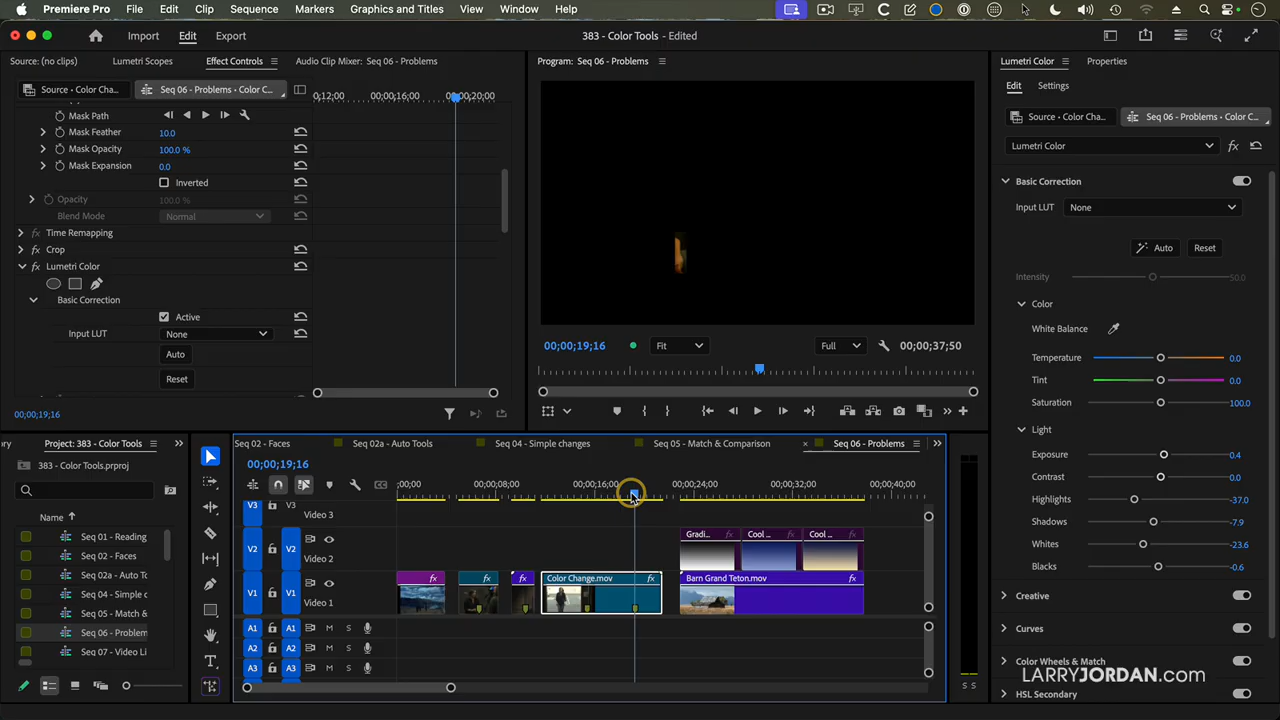 Premiere Pro File Edit Clip Sequence Markers Graphics and Titles View Window Help
Import Edit Export 383 - Color Tools - Edited
Source: (no clips) Lumetri Scopes Effect Controls Audio Clip Mixer: Seq 06 - Problems
Program: Seq 06 - Problems
Lumetri Color Properties
Edit Settings
Source • Color Cha... Seq 06 - Problems • Color C... ;00;12;00 00;00;16;00 00;00;20;00
Source • Color Cha... Seq 06 - Problems • Color C...
Mask Path
Mask Feather 10.0
Mask Opacity 100.0 %
Mask Expansion 0.0
Inverted
Opacity 100.0 %
Blend Mode Normal
Time Remapping
Crop
Lumetri Color
Basic Correction
Active
Input LUT None
Auto
Reset
00;00;19;16
00;00;19;16 Fit Full 00;00;37;50
Lumetri Color
Basic Correction
Input LUT None
Auto Reset
Intensity 50.0
Color
White Balance
Temperature 0.0
Tint 0.0
Saturation 100.0
Light
Exposure 0.4
Contrast 0.0
Highlights -37.0
Shadows -7.9
Whites -23.6
Blacks -0.6
Creative
Curves
Color Wheels & Match
HSL Secondary
ry Project: 383 - Color Tools
383 - Color Tools.prproj
Name
Seq 01 - Reading
Seq 02 - Faces
Seq 02a - Auto To
Seq 04 - Simple c
Seq 05 - Match &
Seq 06 - Problem
Seq 07 - Video Li
Seq 02 - Faces Seq 02a - Auto Tools Seq 04 - Simple changes Seq 05 - Match & Comparison Seq 06 - Problems
00;00;19;16
;00;00 00;00;08;00 00;00;16;00 00;00;24;00 00;00;32;00 00;00;40;00
V3 V3 Video 3
V2 V2 Video 2 Gradi... fx Cool ... fx Cool ... fx
V1 V1 Video 1 fx fx fx Color Change.mov fx Barn Grand Teton.mov fx
A1 A1 M S
A2 A2 M S
A3 A3 M S
S S
LARRYJORDAN.com